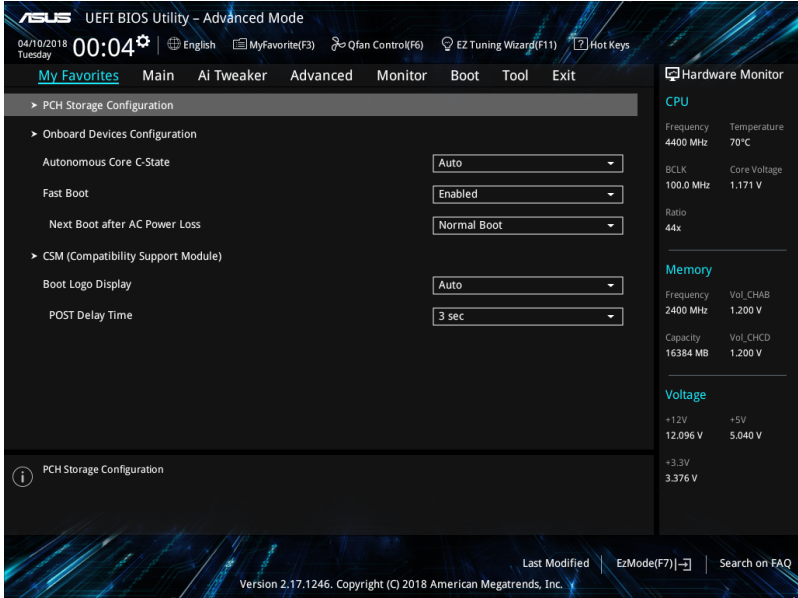 ASUS UEFI BIOS Utility – Advanced Mode
04/10/2018 Tuesday 00:04 English MyFavorite(F3) Qfan Control(F6) EZ Tuning Wizard(F11) ? Hot Keys
My Favorites Main Ai Tweaker Advanced Monitor Boot Tool Exit
PCH Storage Configuration
Onboard Devices Configuration
Autonomous Core C-State Auto
Fast Boot Enabled
Next Boot after AC Power Loss Normal Boot
CSM (Compatibility Support Module)
Boot Logo Display Auto
POST Delay Time 3 sec
i PCH Storage Configuration
Hardware Monitor
CPU
Frequency Temperature
4400 MHz 70°C
BCLK Core Voltage
100.0 MHz 1.171 V
Ratio
44x
Memory
Frequency Vol_CHAB
2400 MHz 1.200 V
Capacity Vol_CHCD
16384 MB 1.200 V
Voltage
+12V +5V
12.096 V 5.040 V
+3.3V
3.376 V
Last Modified EzMode(F7) Search on FAQ
Version 2.17.1246. Copyright (C) 2018 American Megatrends, Inc.